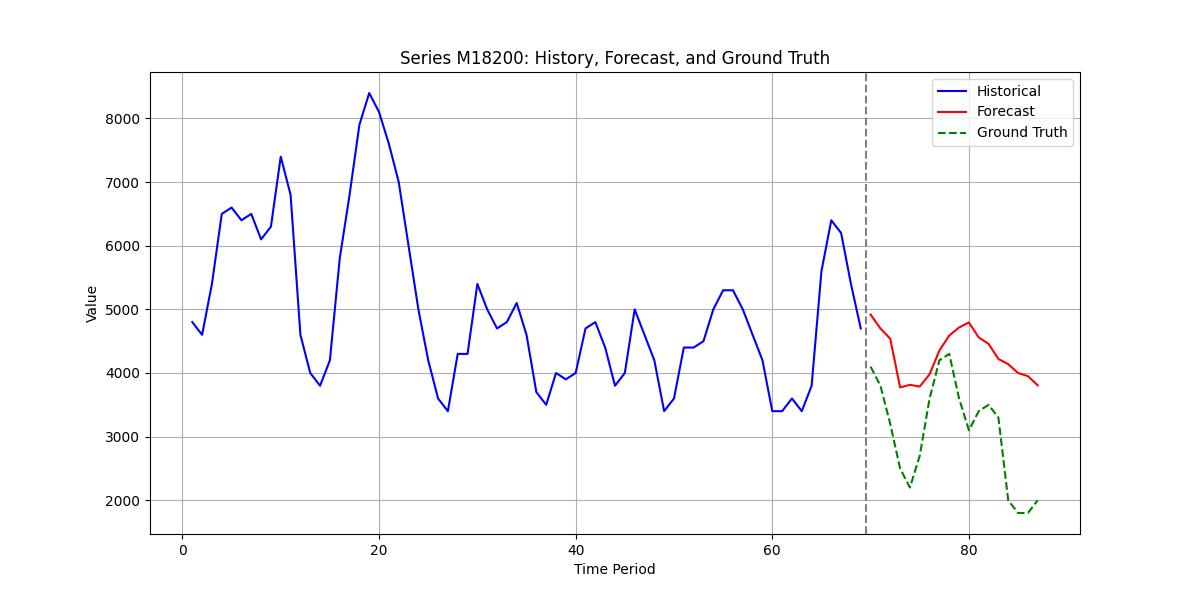 Series M18200: History, Forecast, and Ground Truth
Historical
Forecast
Ground Truth
8000
7000
6000
5000
4000
3000
2000
Value
0 20 40 60 80
Time Period